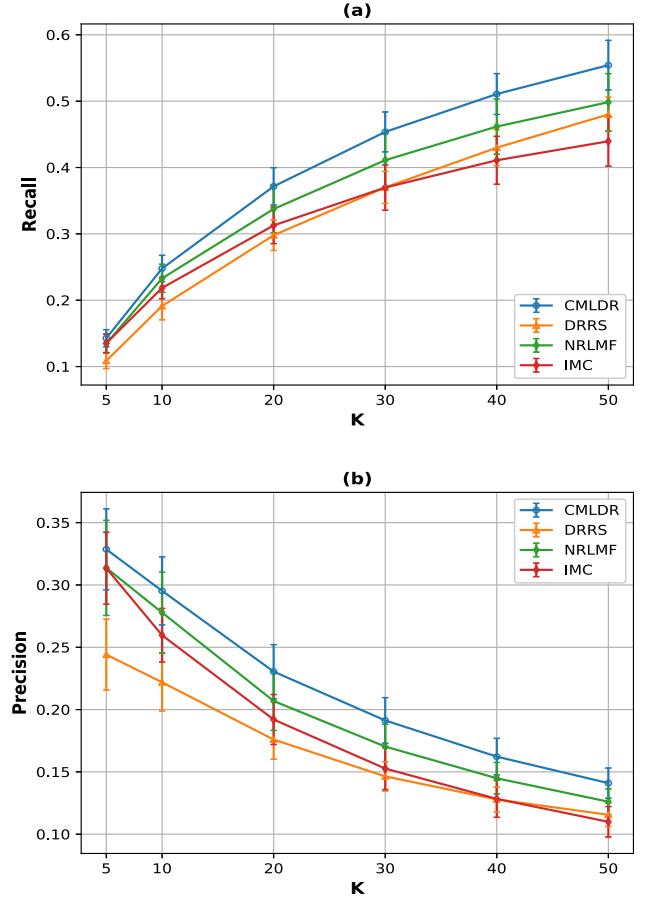 (a)
0.6
0.5
0.4
0.3
0.2
0.1
Recall
CMLDR
DRRS
NRLMF
IMC
5 10 20 30 40 50
K
(b)
0.35
0.30
0.25
0.20
0.15
0.10
Precision
CMLDR
DRRS
NRLMF
IMC
5 10 20 30 40 50
K